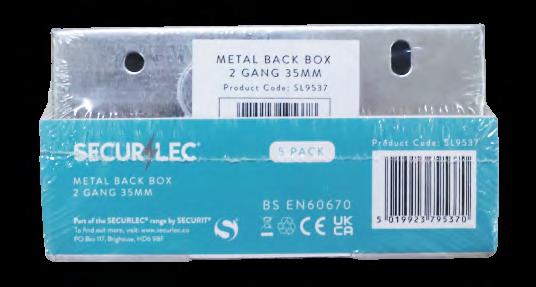 METAL BACK BOX
2 GANG 35MM
Product Code: SL9537
SECURLEC®
5 PACK
Product Code: SL9537
METAL BACK BOX
2 GANG 35MM
BS EN60670
Part of the SECURLEC® range by SECURIT®
To find out more, visit: www.securlec.co
PO Box 117, Brighouse, HD6 9BF
S
CE UK CA
5 019923 795370